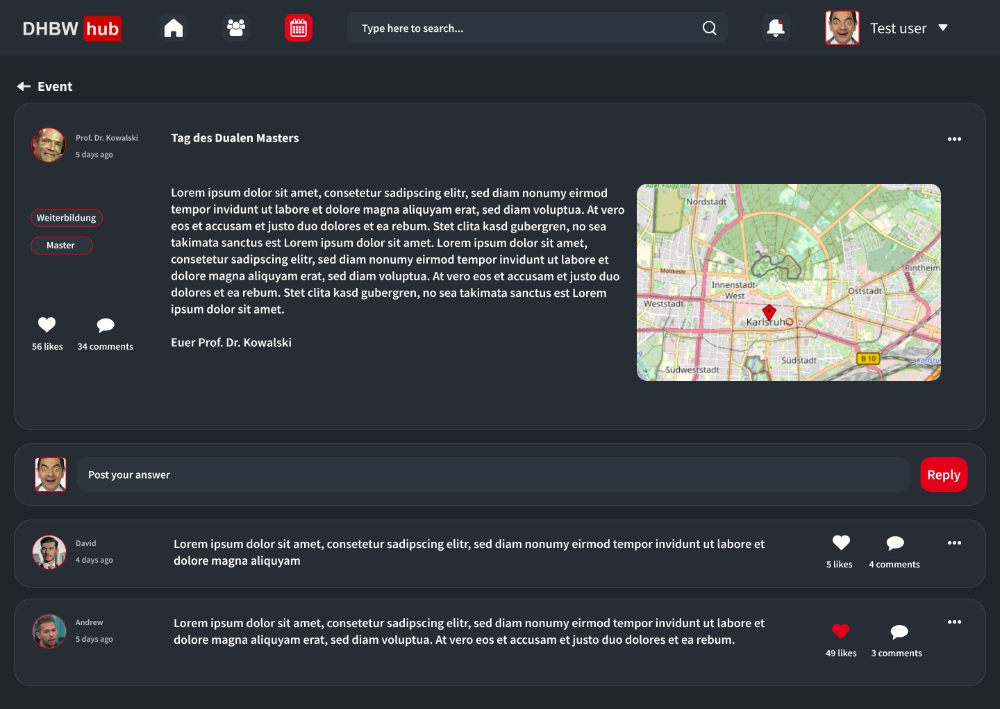 DHBW hub
Type here to search...
Test user
Event
Prof. Dr. Kowalski
5 days ago
Tag des Dualen Masters
Weiterbildung
Master
56 likes
34 comments
Lorem ipsum dolor sit amet, consetetur sadipscing elitr, sed diam nonumy eirmod
tempor invidunt ut labore et dolore magna aliquyam erat, sed diam voluptua. At vero
eos et accusam et justo duo dolores et ea rebum. Stet clita kasd gubergren, no sea
takimata sanctus est Lorem ipsum dolor sit amet. Lorem ipsum dolor sit amet,
consetetur sadipscing elitr, sed diam nonumy eirmod tempor invidunt ut labore et
dolore magna aliquyam erat, sed diam voluptua. At vero eos et accusam et justo duo
dolores et ea rebum. Stet clita kasd gubergren, no sea takimata sanctus est Lorem
ipsum dolor sit amet.
Euer Prof. Dr. Kowalski
Alter Flugplatz
Nordstadt
Rintheim
Moltkestr.
Innenstadt-
West
Oststadt
Weststadt
Karlsruhe
Südstadt
B 10
Südweststadt
Post your answer
Reply
David
4 days ago
Lorem ipsum dolor sit amet, consetetur sadipscing elitr, sed diam nonumy eirmod tempor invidunt ut labore et
dolore magna aliquyam
5 likes
4 comments
Andrew
5 days ago
Lorem ipsum dolor sit amet, consetetur sadipscing elitr, sed diam nonumy eirmod tempor invidunt ut labore et
dolore magna aliquyam erat, sed diam voluptua. At vero eos et accusam et justo duo dolores et ea rebum.
49 likes
3 comments